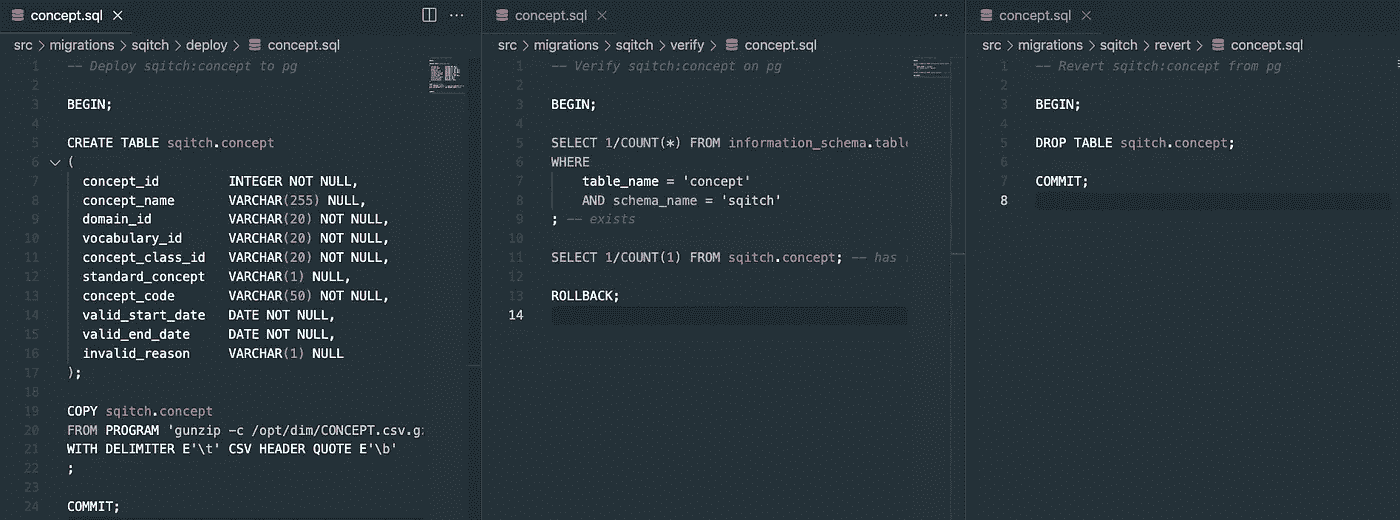 concept.sql
src > migrations > sqitch > deploy > concept.sql
1 -- Deploy sqitch:concept to pg
2
3 BEGIN;
4
5 CREATE TABLE sqitch.concept
6 (
7 concept_id INTEGER NOT NULL,
8 concept_name VARCHAR(255) NULL,
9 domain_id VARCHAR(20) NOT NULL,
10 vocabulary_id VARCHAR(20) NOT NULL,
11 concept_class_id VARCHAR(20) NOT NULL,
12 standard_concept VARCHAR(1) NULL,
13 concept_code VARCHAR(50) NOT NULL,
14 valid_start_date DATE NOT NULL,
15 valid_end_date DATE NOT NULL,
16 invalid_reason VARCHAR(1) NULL
17 );
18
19 COPY sqitch.concept
20 FROM PROGRAM 'gunzip -c /opt/dim/CONCEPT.csv.g
21 WITH DELIMITER E'\t' CSV HEADER QUOTE E'\b'
22 ;
23
24 COMMIT;
concept.sql
src > migrations > sqitch > verify > concept.sql
1 -- Verify sqitch:concept on pg
2
3 BEGIN;
4
5 SELECT 1/COUNT(*) FROM information_schema.tabl
6 WHERE
7 table_name = 'concept'
8 AND schema_name = 'sqitch'
9 ; -- exists
10
11 SELECT 1/COUNT(1) FROM sqitch.concept; -- has
12
13 ROLLBACK;
14
concept.sql
src > migrations > sqitch > revert > concept.sql
1 -- Revert sqitch:concept from pg
2
3 BEGIN;
4
5 DROP TABLE sqitch.concept;
6
7 COMMIT;
8